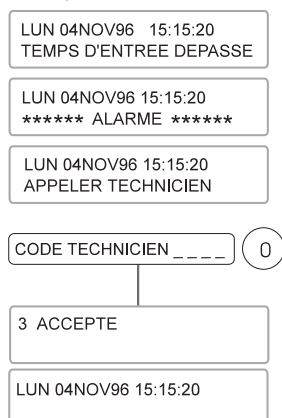 LUN 04NOV96 15:15:20
TEMPS D'ENTREE DEPASSE
LUN 04NOV96 15:15:20
****** ALARME ******
LUN 04NOV96 15:15:20
APPELER TECHNICIEN
CODE TECHNICIEN _ _ _ _ 0
3 ACCEPTE
LUN 04NOV96 15:15:20